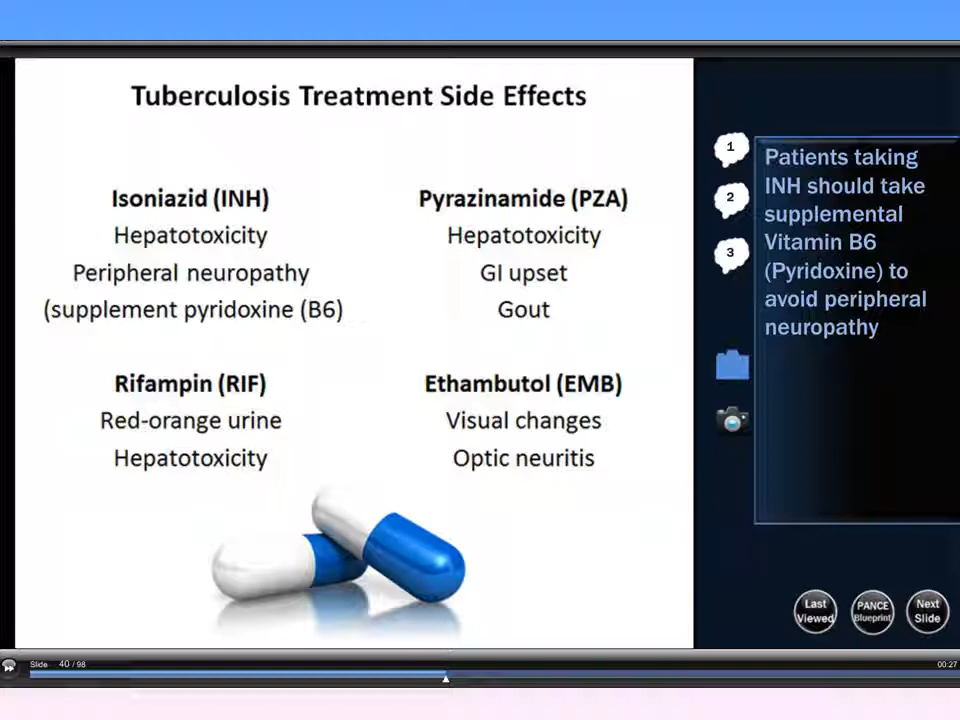 Tuberculosis Treatment Side Effects
Isoniazid (INH)
Hepatotoxicity
Peripheral neuropathy
(supplement pyridoxine (B6)
Pyrazinamide (PZA)
Hepatotoxicity
GI upset
Gout
Rifampin (RIF)
Red-orange urine
Hepatotoxicity
Ethambutol (EMB)
Visual changes
Optic neuritis
1
2
3
Patients taking
INH should take
supplemental
Vitamin B6
(Pyridoxine) to
avoid peripheral
neuropathy
Last
Viewed
PANCE
Blueprint
Next
Slide
Slide 40 / 98
00:27